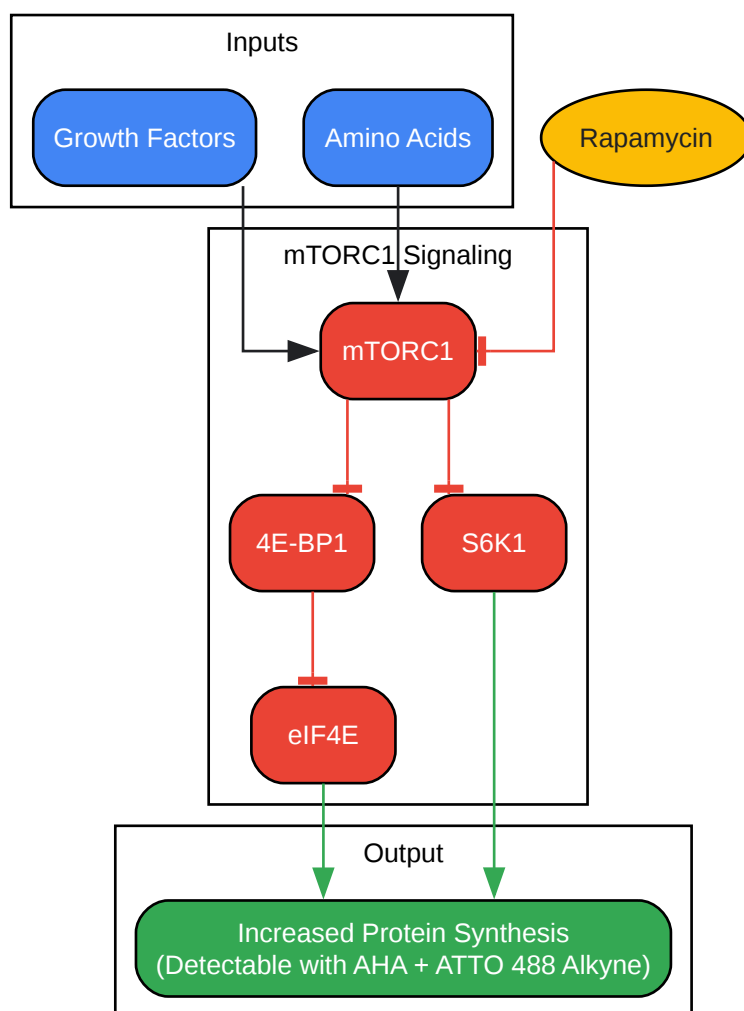 Inputs
Growth Factors
Amino Acids
Rapamycin
mTORC1 Signaling
mTORC1
4E-BP1
S6K1
eIF4E
Output
Increased Protein Synthesis
(Detectable with AHA + ATTO 488 Alkyne)